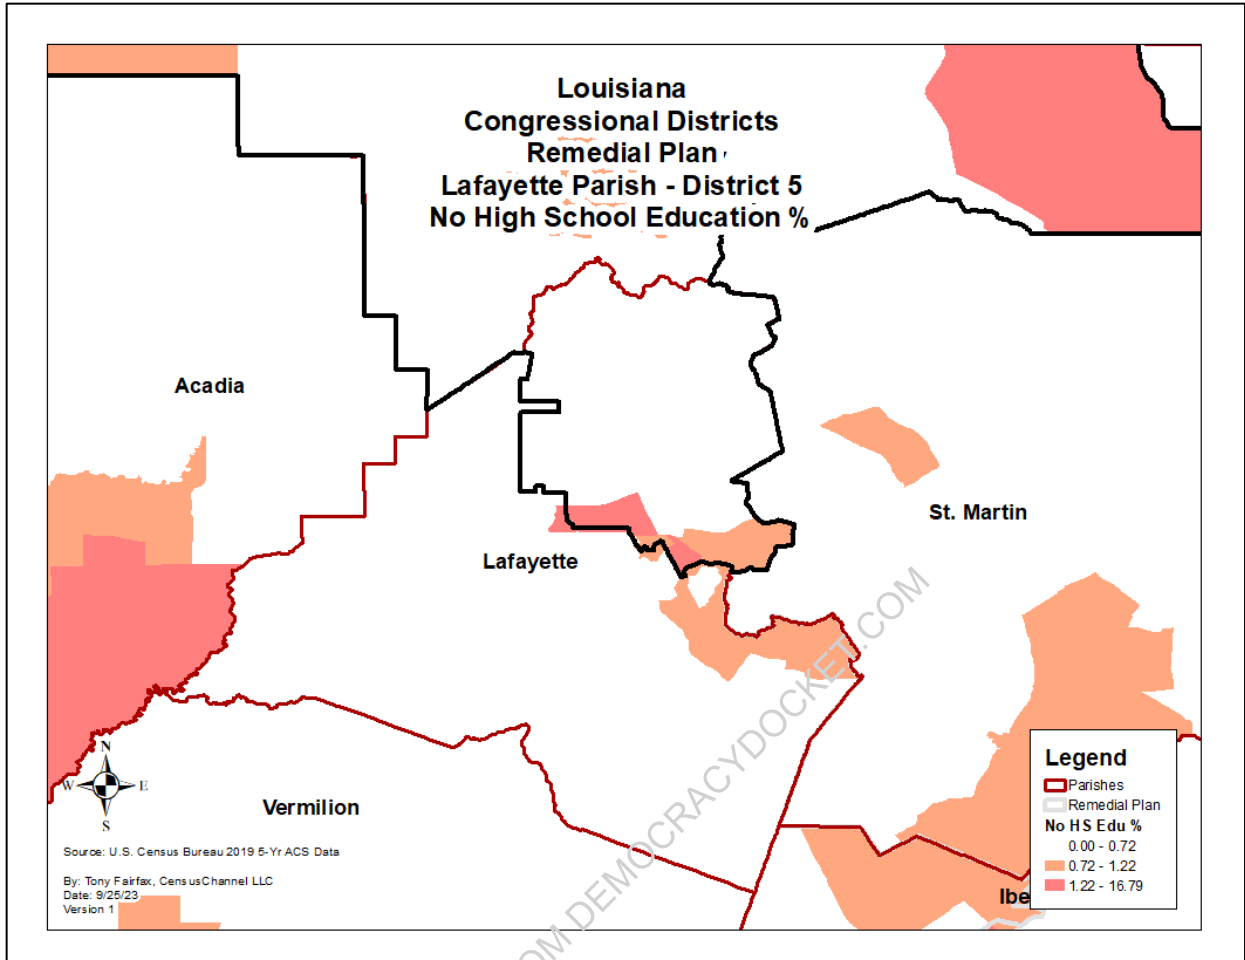 Louisiana
Congressional Districts
Remedial Plan
Lafayette Parish - District 5
No High School Education %
Acadia
St. Martin
Lafayette
Vermilion
Ibe
N
W E
S
Source: U.S. Census Bureau 2019 5-Yr ACS Data
By: Tony Fairfax, CensusChannel LLC
Date: 9/25/23
Version 1
Legend
Parishes
Remedial Plan
No HS Edu %
0.00 - 0.72
0.72 - 1.22
1.22 - 16.79
OM DEMOCRACYDOCKET.COM